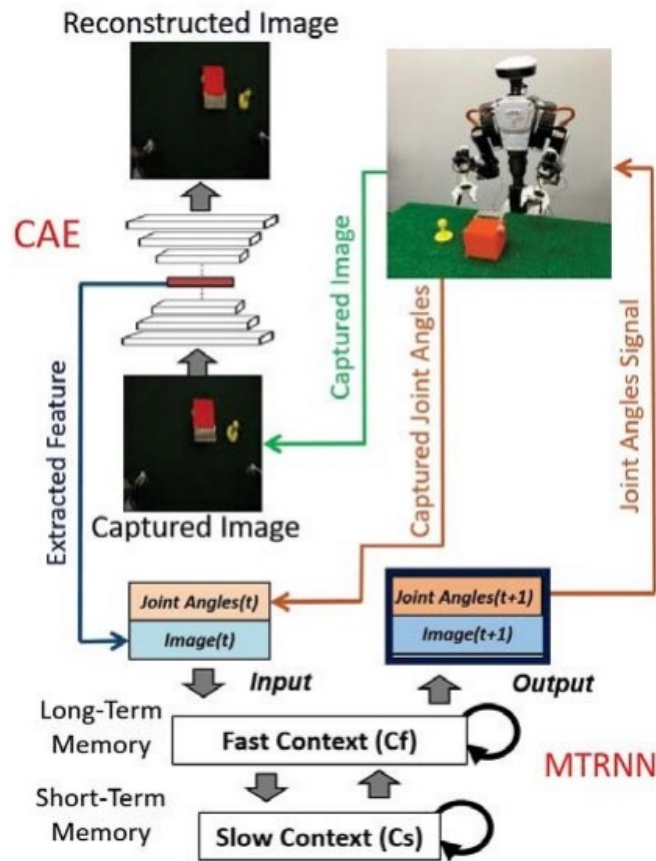 Reconstructed Image
CAE
Captured Image
Captured Joint Angles
Joint Angles Signal
Extracted Feature
Captured Image
Joint Angles(t)
Image(t)
Joint Angles(t+1)
Image(t+1)
Input
Output
Long-Term
Memory
Fast Context (Cf)
MTRNN
Short-Term
Memory
Slow Context (Cs)